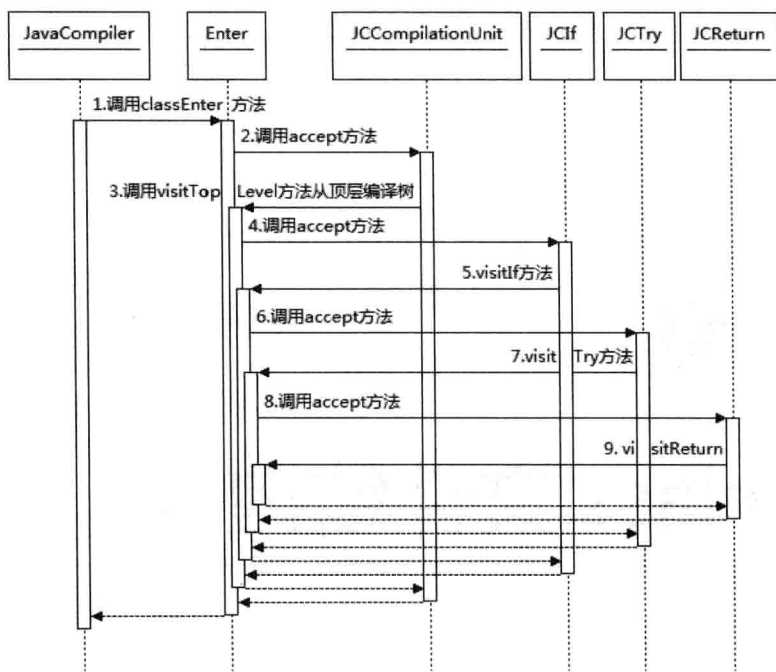 JavaCompiler
Enter
JCCompilationUnit
JCIf
JCTry
JCReturn
1.调用classEnter 方法
2.调用accept方法
3.调用visitTop Level方法从顶层编译树
4.调用accept方法
5.visitIf方法
6.调用accept方法
7.visit Try方法
8.调用accept方法
9. vi sitReturn